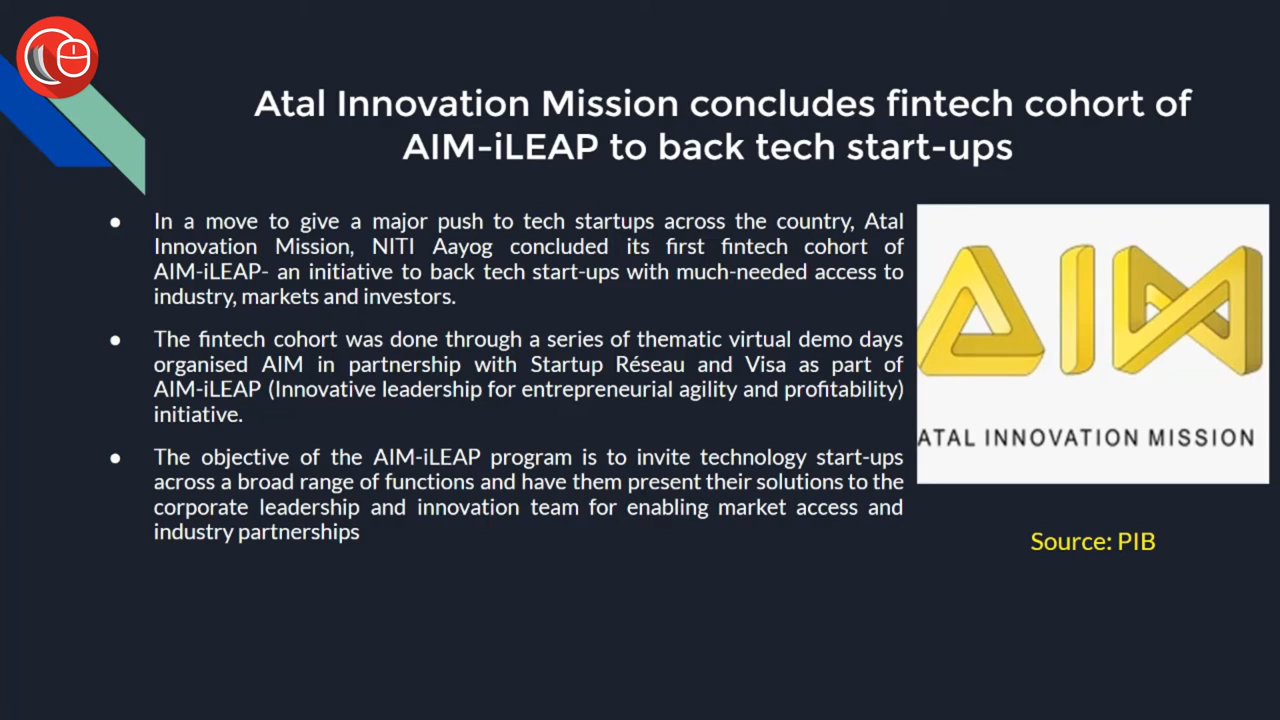 Atal Innovation Mission concludes fintech cohort of
AIM-iLEAP to back tech start-ups
● In a move to give a major push to tech startups across the country, Atal
Innovation Mission, NITI Aayog concluded its first fintech cohort of
AIM-iLEAP- an initiative to back tech start-ups with much-needed access to
industry, markets and investors.
● The fintech cohort was done through a series of thematic virtual demo days
organised AIM in partnership with Startup Réseau and Visa as part of
AIM-iLEAP (Innovative leadership for entrepreneurial agility and profitability)
initiative.
● The objective of the AIM-iLEAP program is to invite technology start-ups
across a broad range of functions and have them present their solutions to the
corporate leadership and innovation team for enabling market access and
industry partnerships
AIM
ATAL INNOVATION MISSION
Source: PIB